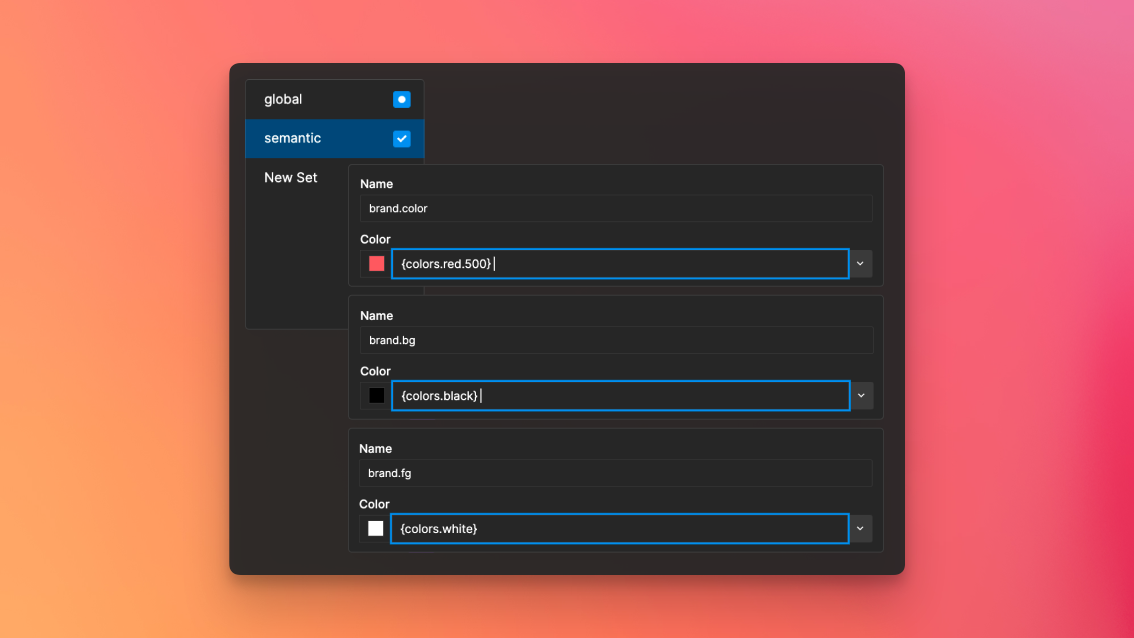 global
semantic
New Set
Name
brand.color
Color
{colors.red.500}
Name
brand.bg
Color
{colors.black}
Name
brand.fg
Color
{colors.white}